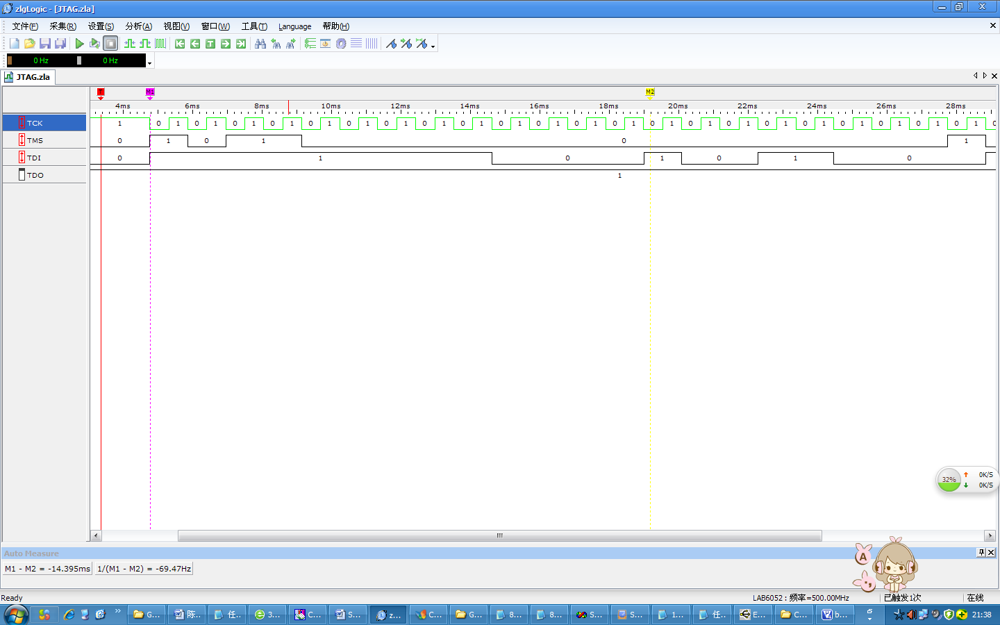 zlgLogic - [JTAG.zla]
文件(F) 采集(R) 设置(S) 分析(A) 视图(V) 窗口(W) 工具(T) Language 帮助(H)
0 Hz 0 Hz
JTAG.zla
T M1 M2
4ms 6ms 8ms 10ms 12ms 14ms 16ms 18ms 20ms 22ms 24ms 26ms 28ms
TCK 1 0 1 0 1 0 1 0 1 0 1 0 1 0 1 0 1 0 1 0 1 0 1 0 1 0 1 0 1 0 1 0 1 0 1 0 1 0 1 0 1 0 1 0 1 0
TMS 0 1 0 1 0 1
TDI 0 1 0 1 0 1 0
TDO 1
32% 0K/S
0K/S
Auto Measure
M1 - M2 = -14.395ms 1/(M1 - M2) = -69.47Hz
A
Ready LAB6052 : 频率=500.00MHz 已触发1次 在线
G... 陈.. 任.. 3... C... S... z... C... G... 8... 8... S... S... 1... 任.. E... C... b... 5 21:38